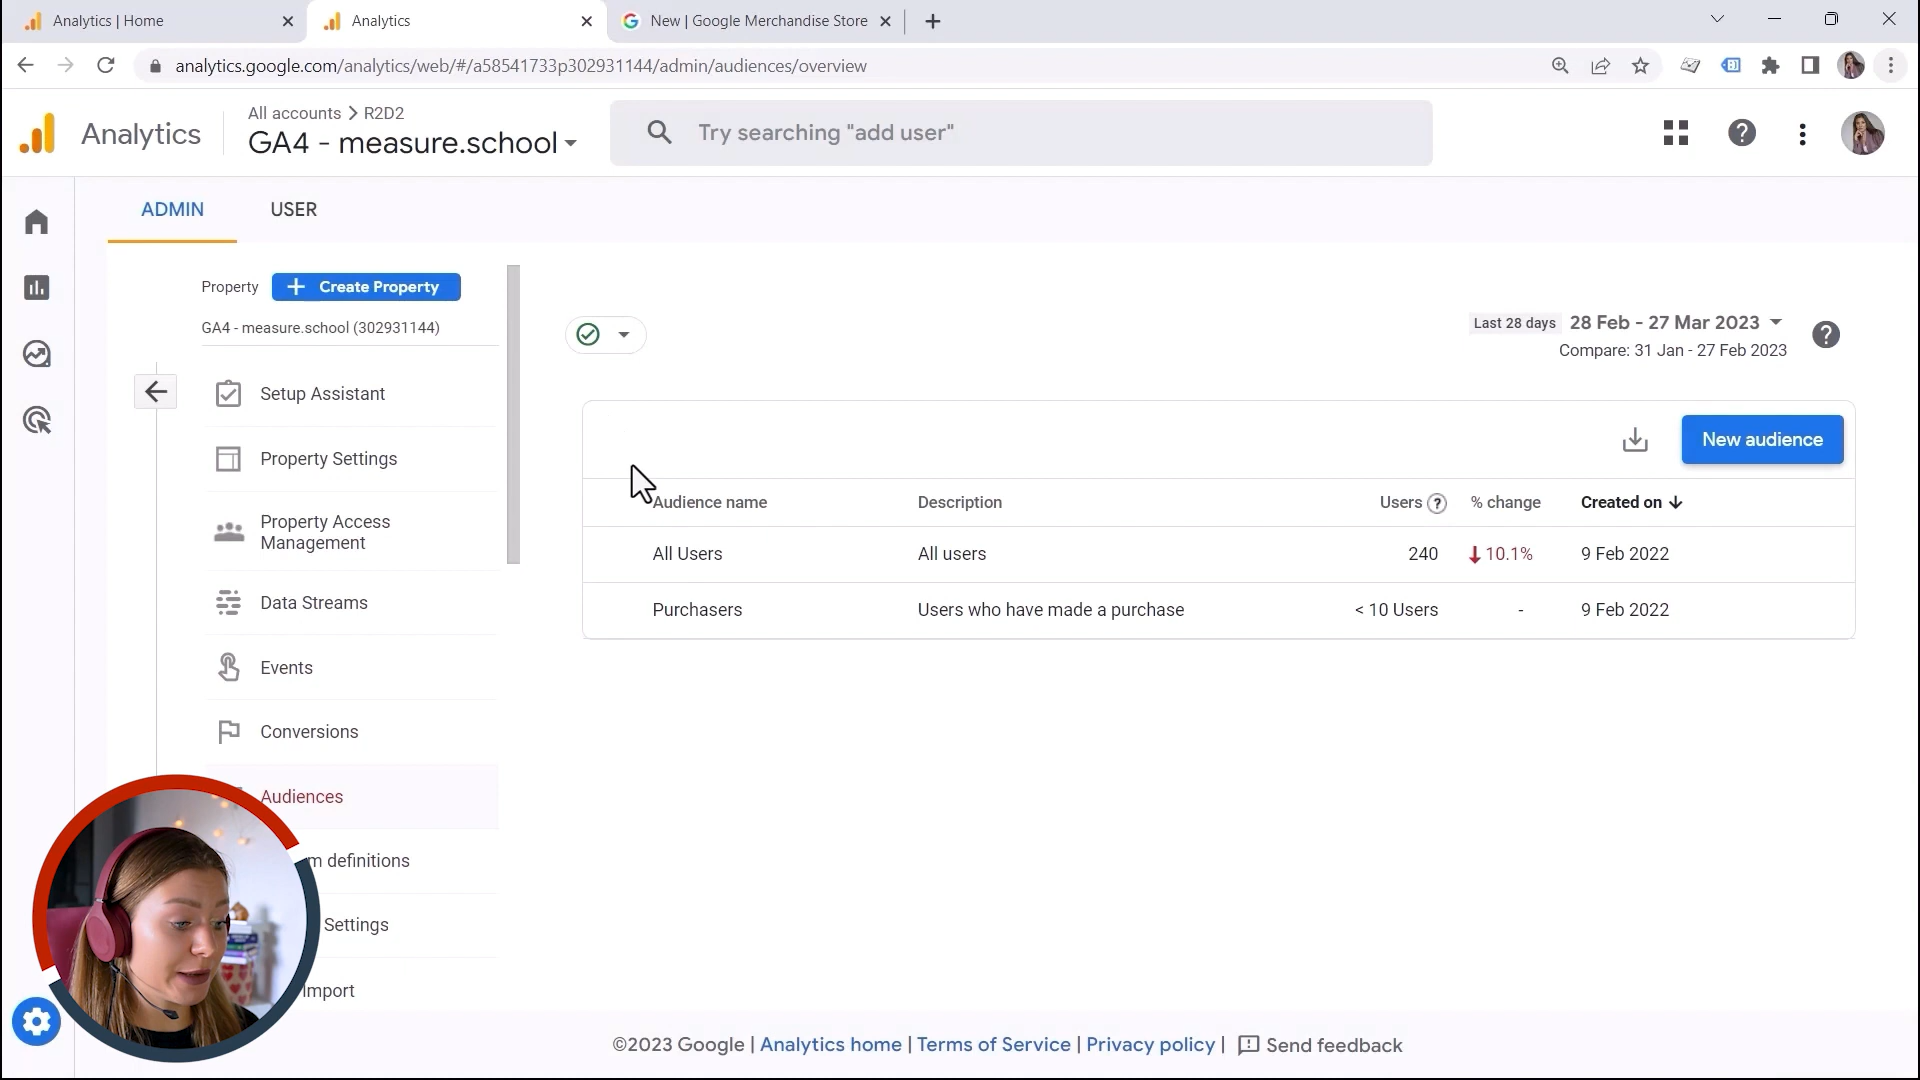 Analytics | Home
Analytics
New | Google Merchandise Store
analytics.google.com/analytics/web/#/a58541733p302931144/admin/audiences/overview
Analytics
All accounts > R2D2
GA4 - measure.school
Try searching "add user"
ADMIN
USER
Property
Create Property
GA4 - measure.school (302931144)
Setup Assistant
Property Settings
Property Access
Management
Data Streams
Events
Conversions
Audiences
m definitions
Settings
Import
Last 28 days
28 Feb - 27 Mar 2023
Compare: 31 Jan - 27 Feb 2023
New audience
Audience name
Description
Users
% change
Created on
All Users
All users
240
10.1%
9 Feb 2022
Purchasers
Users who have made a purchase
< 10 Users
-
9 Feb 2022
©2023 Google | Analytics home | Terms of Service | Privacy policy | Send feedback